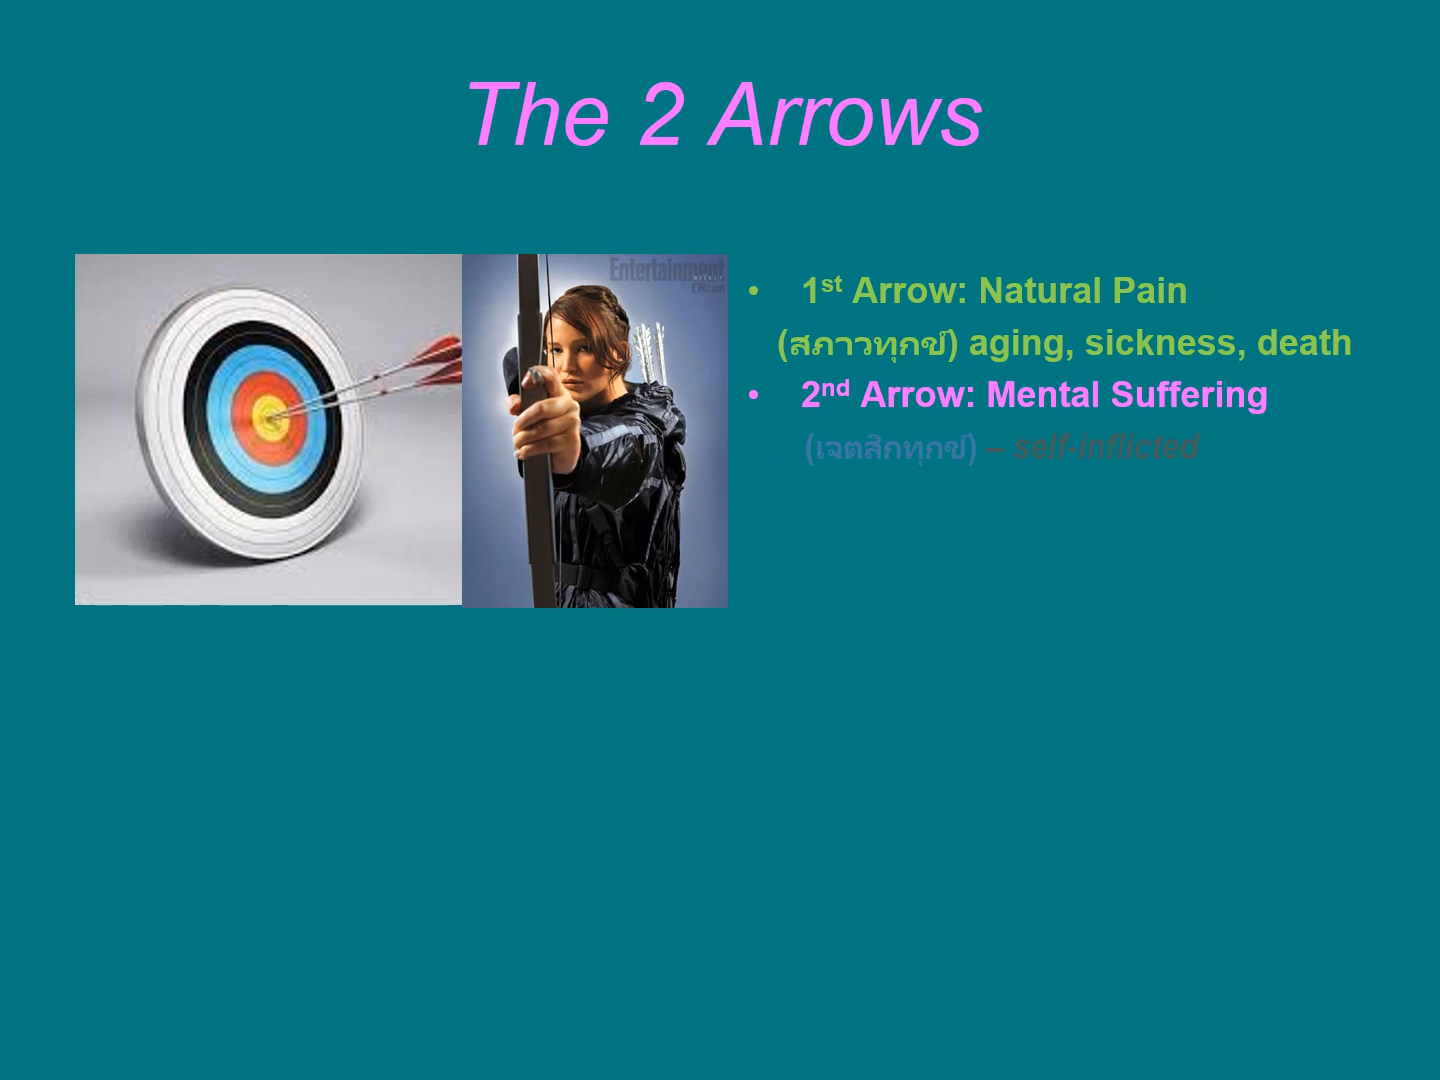 The 2 Arrows
Entertainment
WEEKLY
EW.com
• 1st Arrow: Natural Pain
(สภาวทุกข์) aging, sickness, death
• 2nd Arrow: Mental Suffering
(เจตสิกทุกข์) – self-inflicted